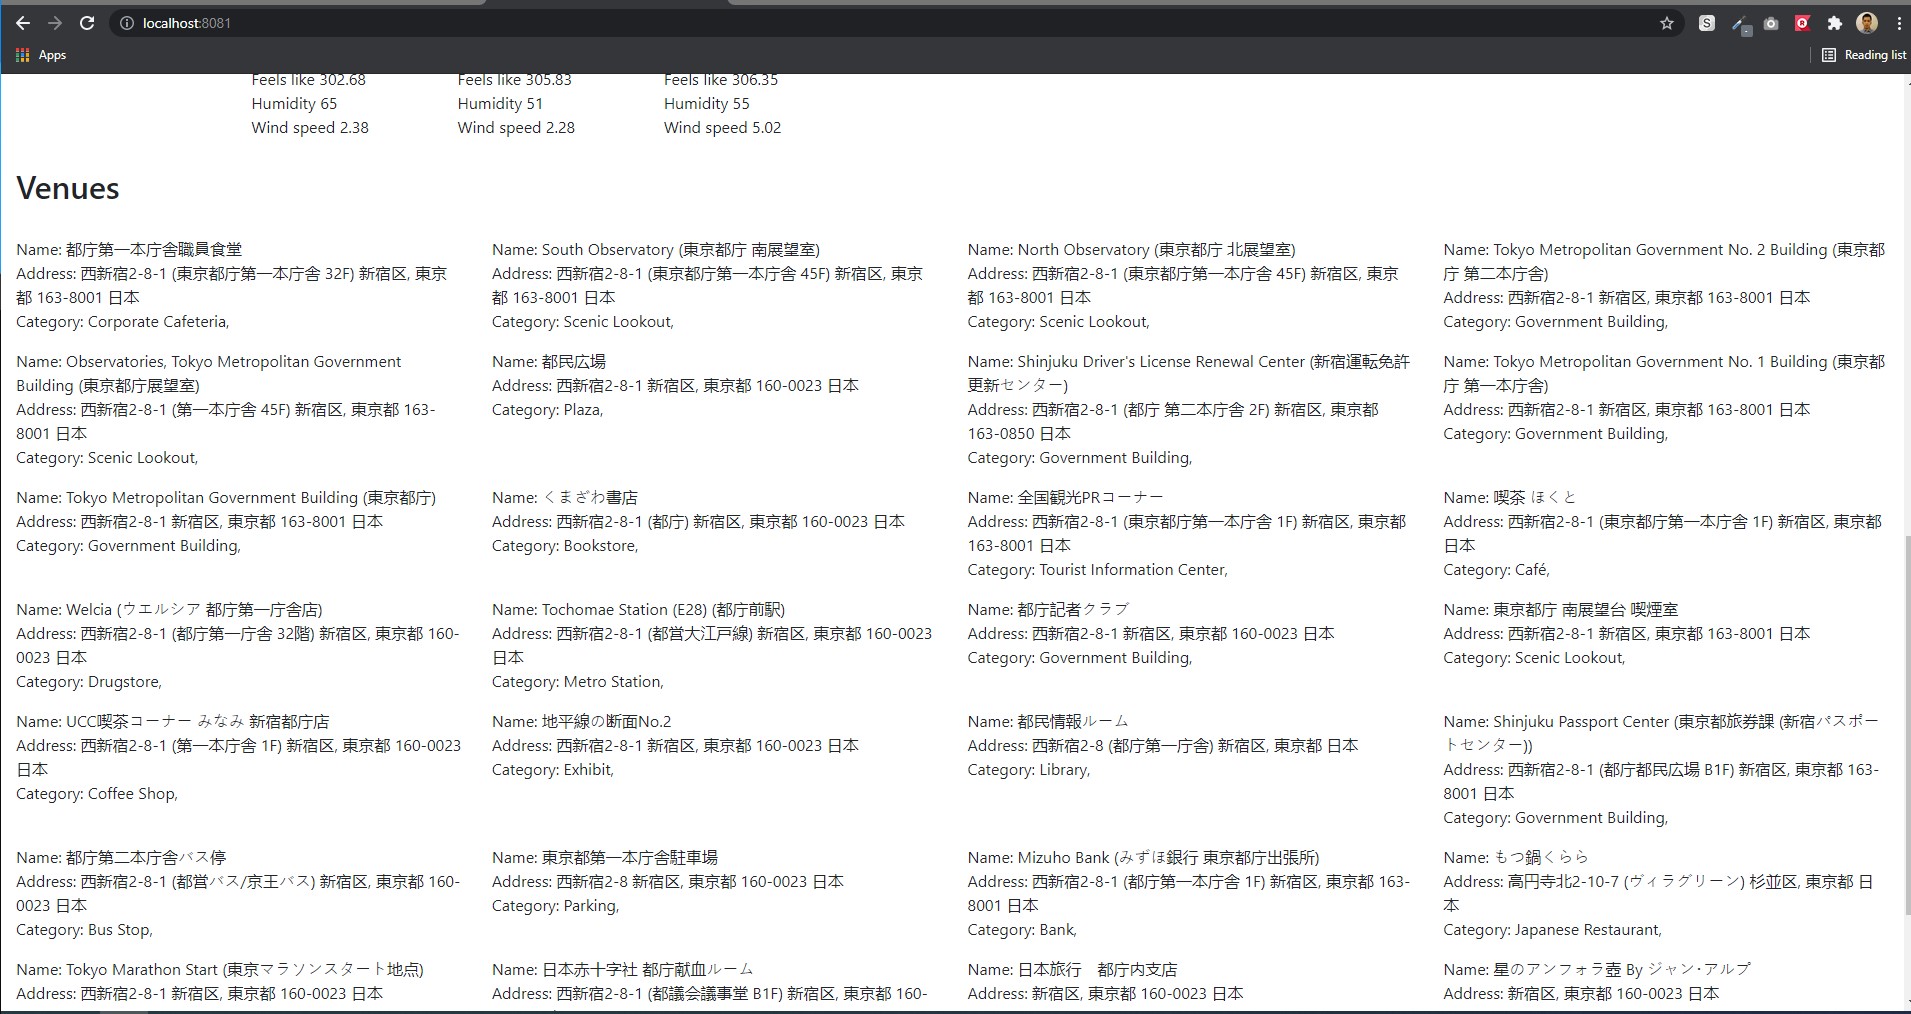 localhost:8081
S
R
Apps
Reading list
Feels like 302.68
Humidity 65
Wind speed 2.38
Feels like 305.83
Humidity 51
Wind speed 2.28
Feels like 306.35
Humidity 55
Wind speed 5.02
Venues
Name: 都庁第一本庁舎職員食堂
Address: 西新宿2-8-1 (東京都庁第一本庁舎 32F) 新宿区, 東京
都 163-8001 日本
Category: Corporate Cafeteria,
Name: South Observatory (東京都庁 南展望室)
Address: 西新宿2-8-1 (東京都庁第一本庁舎 45F) 新宿区, 東京
都 163-8001 日本
Category: Scenic Lookout,
Name: North Observatory (東京都庁 北展望室)
Address: 西新宿2-8-1 (東京都庁第一本庁舎 45F) 新宿区, 東京
都 163-8001 日本
Category: Scenic Lookout,
Name: Tokyo Metropolitan Government No. 2 Building (東京都
庁 第二本庁舎)
Address: 西新宿2-8-1 新宿区, 東京都 163-8001 日本
Category: Government Building,
Name: Observatories, Tokyo Metropolitan Government
Building (東京都庁展望室)
Address: 西新宿2-8-1 (第一本庁舎 45F) 新宿区, 東京都 163-
8001 日本
Category: Scenic Lookout,
Name: 都民広場
Address: 西新宿2-8-1 新宿区, 東京都 160-0023 日本
Category: Plaza,
Name: Shinjuku Driver's License Renewal Center (新宿運転免許
更新センター)
Address: 西新宿2-8-1 (都庁 第二本庁舎 2F) 新宿区, 東京都
163-0850 日本
Category: Government Building,
Name: Tokyo Metropolitan Government No. 1 Building (東京都
庁 第一本庁舎)
Address: 西新宿2-8-1 新宿区, 東京都 163-8001 日本
Category: Government Building,
Name: Tokyo Metropolitan Government Building (東京都庁)
Address: 西新宿2-8-1 新宿区, 東京都 163-8001 日本
Category: Government Building,
Name: くまざわ書店
Address: 西新宿2-8-1 (都庁) 新宿区, 東京都 160-0023 日本
Category: Bookstore,
Name: 全国観光PRコーナー
Address: 西新宿2-8-1 (東京都庁第一本庁舎 1F) 新宿区, 東京都
163-8001 日本
Category: Tourist Information Center,
Name: 喫茶 ほくと
Address: 西新宿2-8-1 (東京都庁第一本庁舎 1F) 新宿区, 東京都
日本
Category: Café,
Name: Welcia (ウエルシア 都庁第一庁舎店)
Address: 西新宿2-8-1 (都庁第一庁舎 32階) 新宿区, 東京都 160-
0023 日本
Category: Drugstore,
Name: Tochomae Station (E28) (都庁前駅)
Address: 西新宿2-8-1 (都営大江戸線) 新宿区, 東京都 160-0023
日本
Category: Metro Station,
Name: 都庁記者クラブ
Address: 西新宿2-8-1 新宿区, 東京都 160-0023 日本
Category: Government Building,
Name: 東京都庁 南展望台 喫煙室
Address: 西新宿2-8-1 新宿区, 東京都 163-8001 日本
Category: Scenic Lookout,
Name: UCC喫茶コーナー みなみ 新宿都庁店
Address: 西新宿2-8-1 (第一本庁舎 1F) 新宿区, 東京都 160-0023
日本
Category: Coffee Shop,
Name: 地平線の断面No.2
Address: 西新宿2-8-1 新宿区, 東京都 160-0023 日本
Category: Exhibit,
Name: 都民情報ルーム
Address: 西新宿2-8 (都庁第一庁舎) 新宿区, 東京都 日本
Category: Library,
Name: Shinjuku Passport Center (東京都旅券課 (新宿パスポー
トセンター))
Address: 西新宿2-8-1 (都庁都民広場 B1F) 新宿区, 東京都 163-
8001 日本
Category: Government Building,
Name: 都庁第二本庁舎バス停
Address: 西新宿2-8-1 (都営バス/京王バス) 新宿区, 東京都 160-
0023 日本
Category: Bus Stop,
Name: 東京都第一本庁舎駐車場
Address: 西新宿2-8 新宿区, 東京都 160-0023 日本
Category: Parking,
Name: Mizuho Bank (みずほ銀行 東京都庁出張所)
Address: 西新宿2-8-1 (都庁第一本庁舎 1F) 新宿区, 東京都 163-
8001 日本
Category: Bank,
Name: もつ鍋くらら
Address: 高円寺北2-10-7 (ヴィラグリーン) 杉並区, 東京都 日
本
Category: Japanese Restaurant,
Name: Tokyo Marathon Start (東京マラソンスタート地点)
Address: 西新宿2-8-1 新宿区, 東京都 160-0023 日本
Name: 日本赤十字社 都庁献血ルーム
Address: 西新宿2-8-1 (都議会議事堂 B1F) 新宿区, 東京都 160-
Name: 日本旅行　都庁内支店
Address: 新宿区, 東京都 160-0023 日本
Name: 星のアンフォラ壺 By ジャン･アルプ
Address: 新宿区, 東京都 160-0023 日本